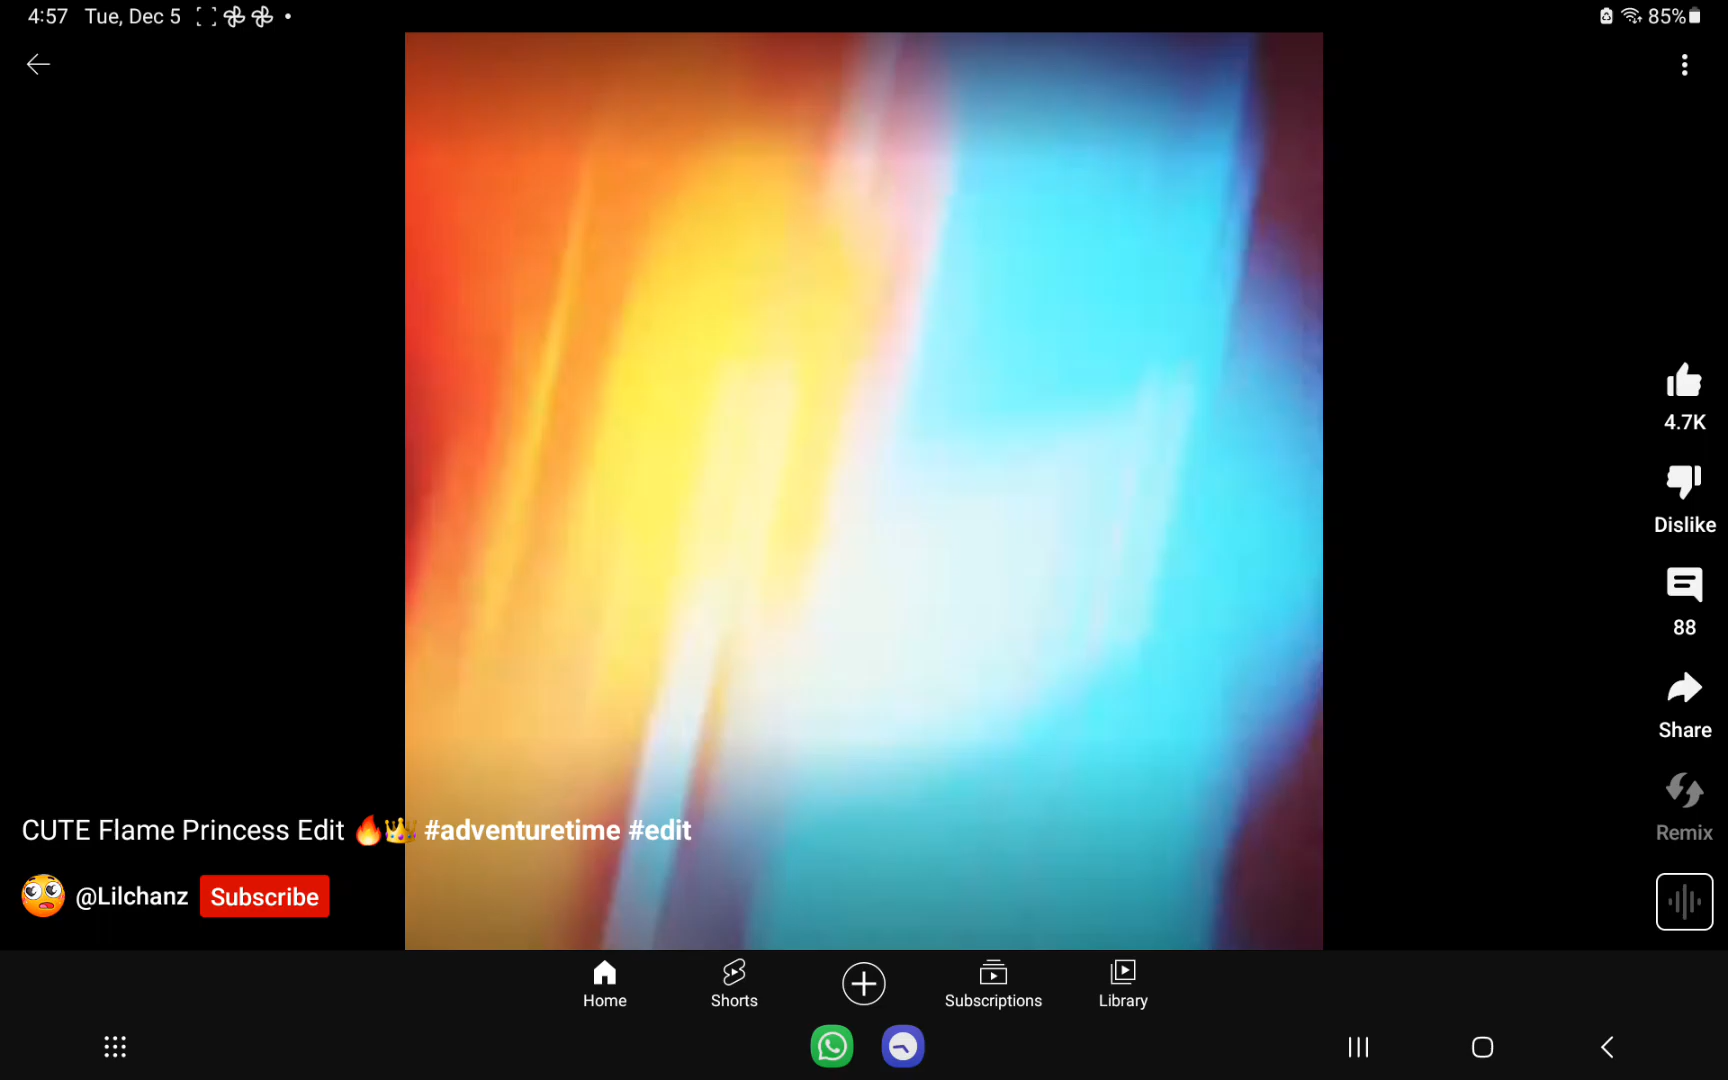 4:57 Tue, Dec 5
85%
4.7K
Dislike
88
Share
Remix
CUTE Flame Princess Edit 🔥👑 #adventuretime #edit
@Lilchanz Subscribe
Home Shorts Subscriptions Library